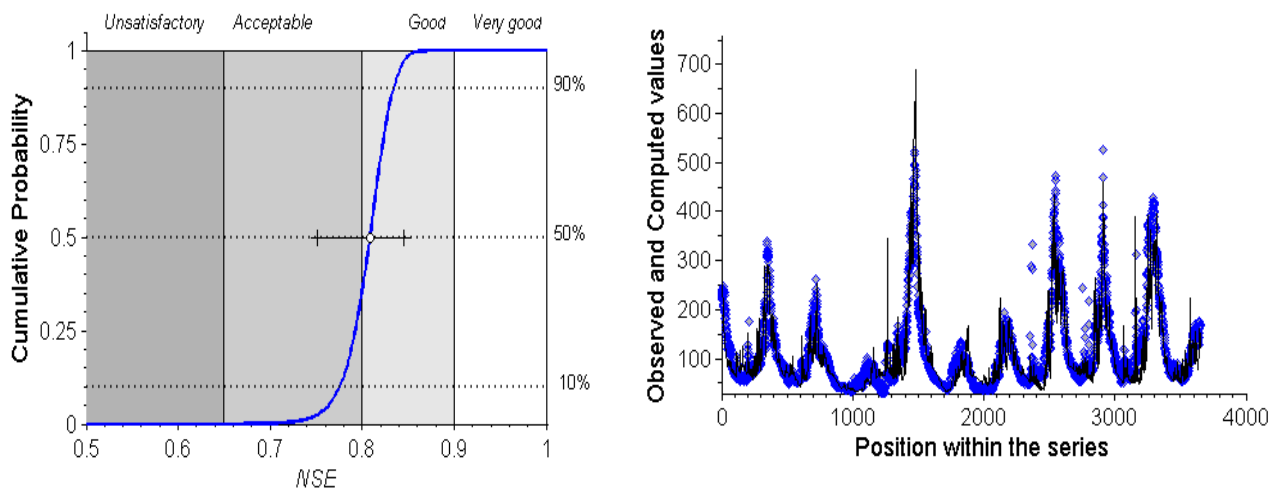 Unsatisfactory Acceptable Good Very good
1
90%
0.75
0.5
50%
0.25
10%
0
0.5 0.6 0.7 0.8 0.9 1
NSE
Cumulative Probability
700
600
500
400
300
200
100
0 1000 2000 3000 4000
Position within the series
Observed and Computed values